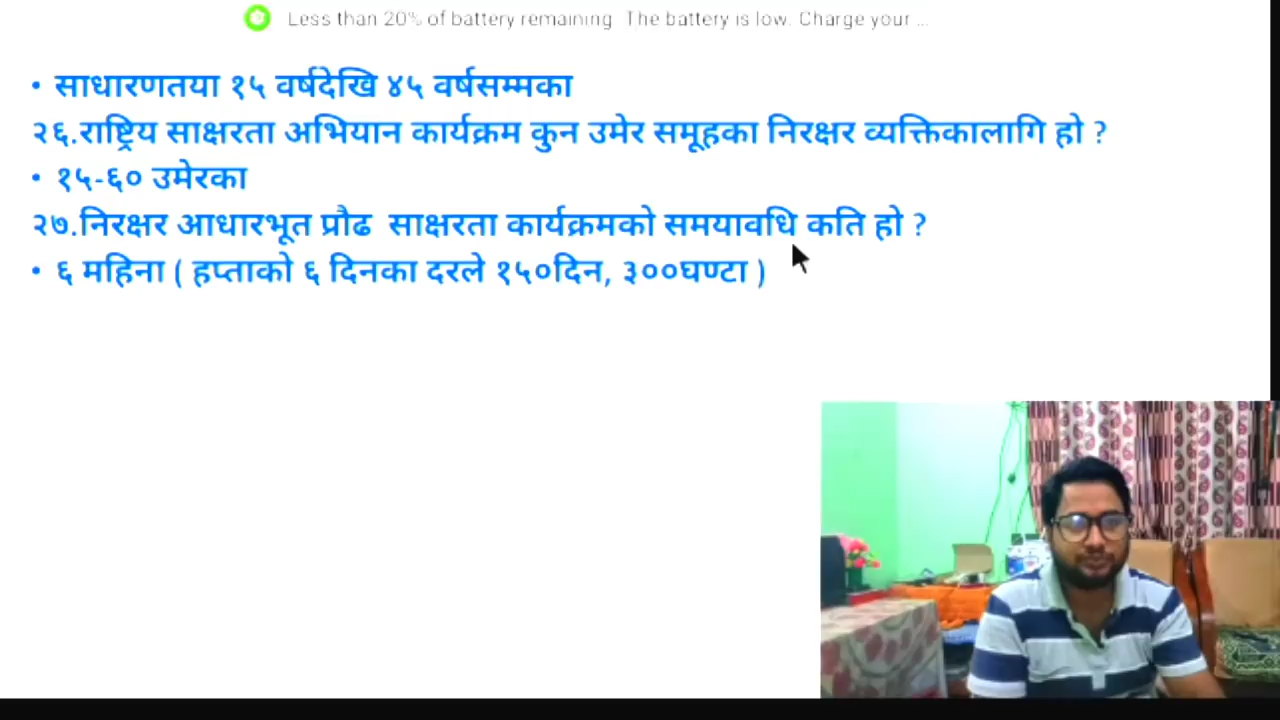 Less than 20% of battery remaining. The battery is low. Charge your ...
• साधारणतया १५ वर्षदेखि ४५ वर्षसम्मका
२६.राष्ट्रिय साक्षरता अभियान कार्यक्रम कुन उमेर समूहका निरक्षर व्यक्तिकालागि हो ?
• १५-६० उमेरका
२७.निरक्षर आधारभूत प्रौढ साक्षरता कार्यक्रमको समयावधि कति हो ?
• ६ महिना ( हप्ताको ६ दिनका दरले १५०दिन, ३००घण्टा )